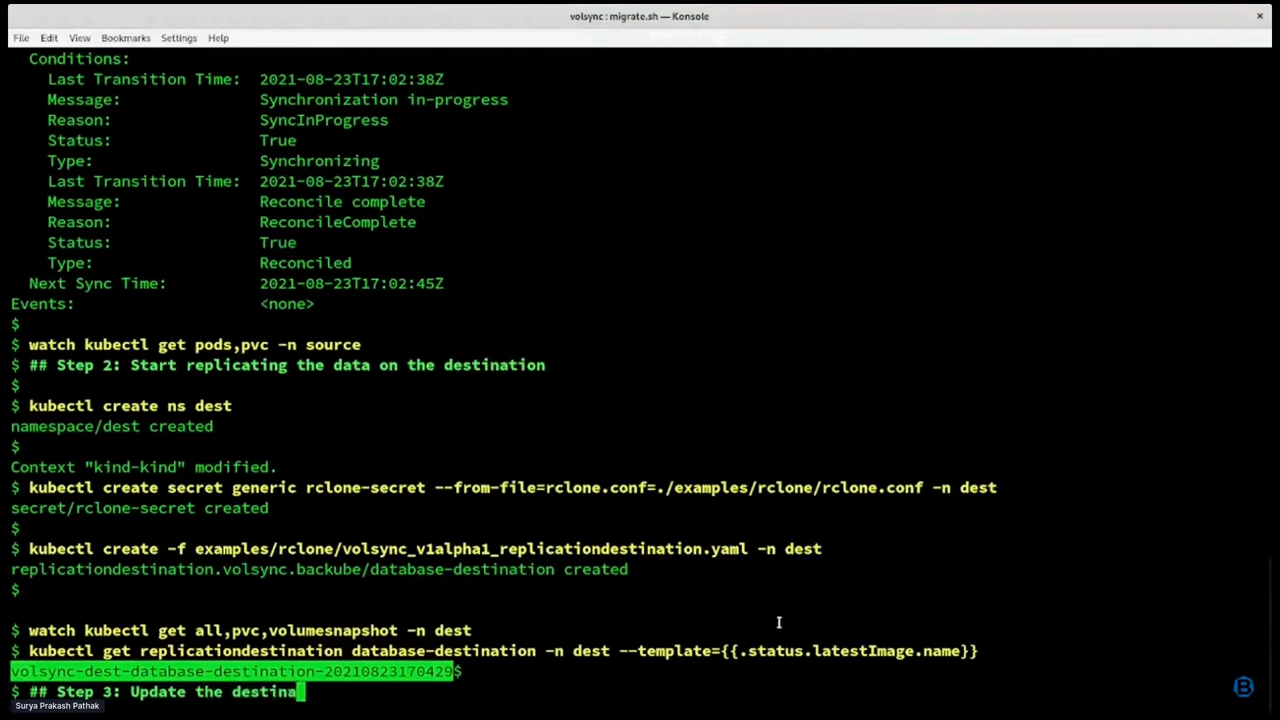 volsync : migrate.sh — Konsole
File Edit View Bookmarks Settings Help
Conditions:
Last Transition Time: 2021-08-23T17:02:38Z
Message: Synchronization in-progress
Reason: SyncInProgress
Status: True
Type: Synchronizing
Last Transition Time: 2021-08-23T17:02:38Z
Message: Reconcile complete
Reason: ReconcileComplete
Status: True
Type: Reconciled
Next Sync Time: 2021-08-23T17:02:45Z
Events: <none>
$
$ watch kubectl get pods,pvc -n source
$ ## Step 2: Start replicating the data on the destination
$
$ kubectl create ns dest
namespace/dest created
$
Context "kind-kind" modified.
$ kubectl create secret generic rclone-secret --from-file=rclone.conf=./examples/rclone/rclone.conf -n dest
secret/rclone-secret created
$
$ kubectl create -f examples/rclone/volsync_v1alpha1_replicationdestination.yaml -n dest
replicationdestination.volsync.backube/database-destination created
$
$ watch kubectl get all,pvc,volumesnapshot -n dest
$ kubectl get replicationdestination database-destination -n dest --template={{.status.latestImage.name}}
volsync-dest-database-destination-20210823170429$
$ ## Step 3: Update the destina
Surya Prakash Pathak
B